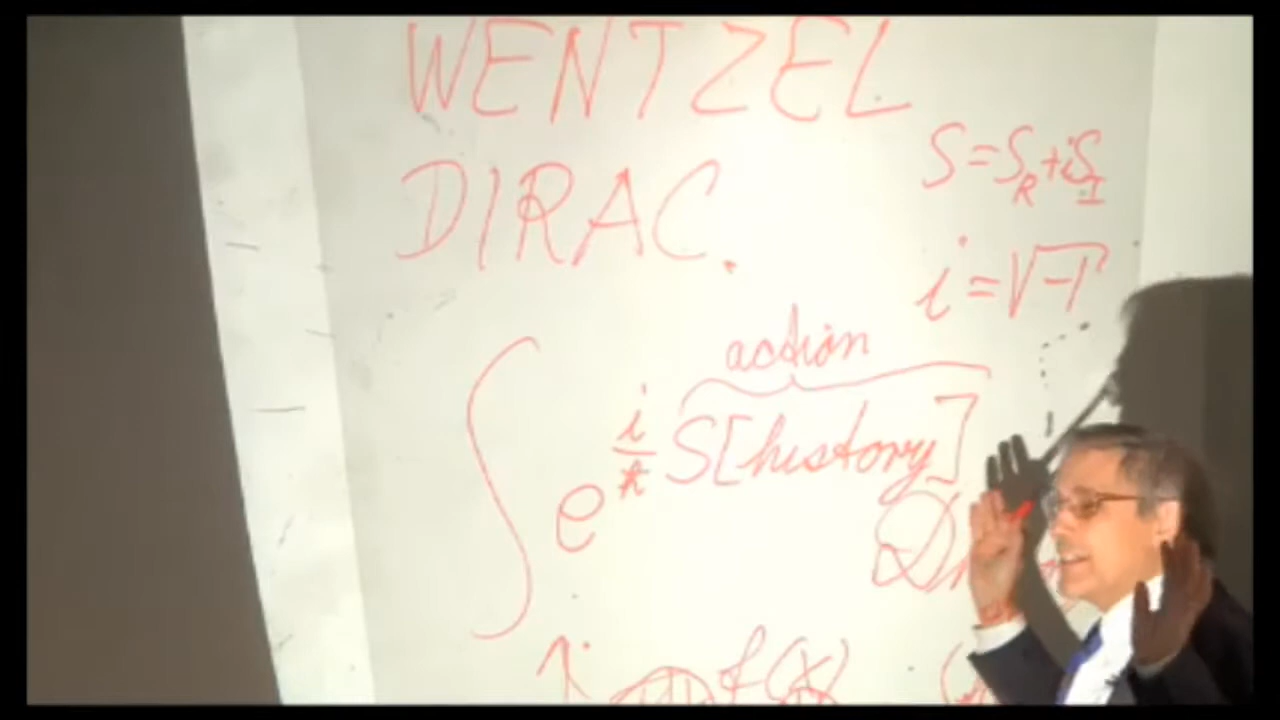 WENTZEL
DIRAC.
S=S_R+iS_I
i=√-1
action
∫e^{i/ħ S[history]}
f(x)